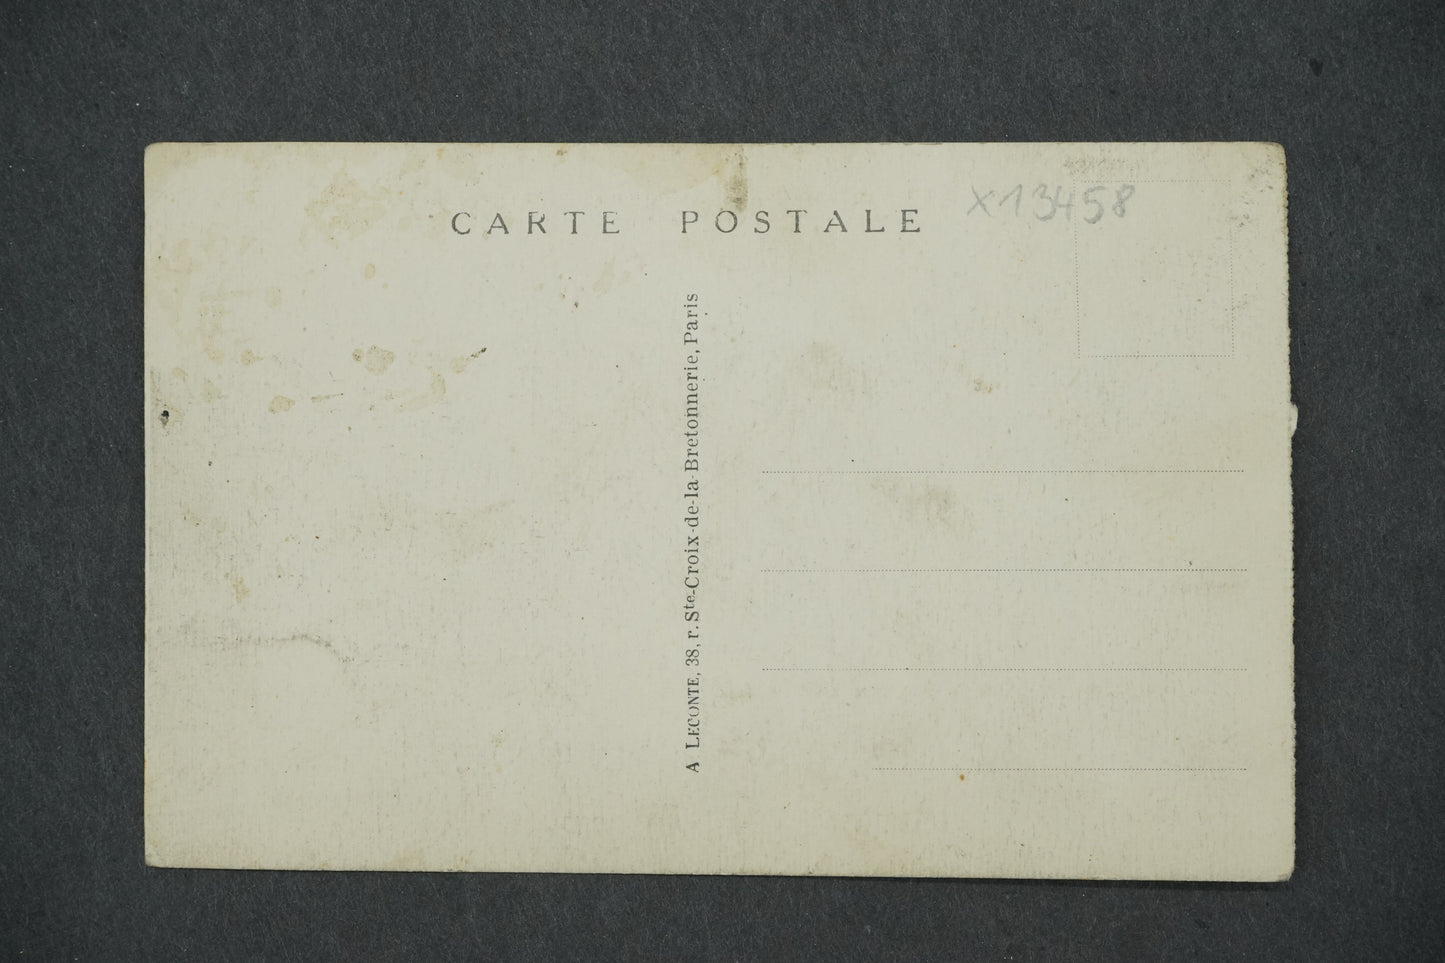 CARTE POSTALE
X13458
A LECONTE, 38, r. Ste-Croix-de-la-Bretonnerie, Paris